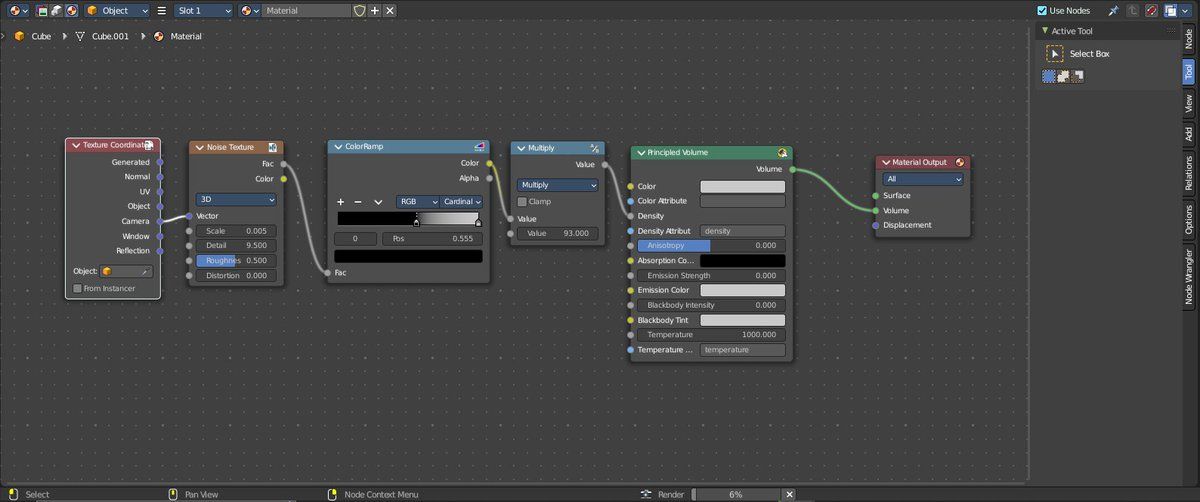 Object
Slot 1
Material
Use Nodes
Cube
Cube.001
Material
Active Tool
Select Box
Node
Tool
View
Add
Relations
Options
Node Wrangler
Texture Coordinat
Generated
Normal
UV
Object
Camera
Window
Reflection
Object:
From Instancer
Noise Texture
Fac
Color
3D
Vector
Scale 0.005
Detail 9.500
Roughnes 0.500
Distortion 0.000
ColorRamp
Color
Alpha
RGB Cardinal
0 Pos 0.555
Fac
Multiply
Value
Multiply
Clamp
Value
Value 93.000
Principled Volume
Volume
Color
Color Attribute
Density
Density Attribut density
Anisotropy 0.000
Absorption Co...
Emission Strength 0.000
Emission Color
Blackbody Intensity 0.000
Blackbody Tint
Temperature 1000.000
Temperature ... temperature
Material Output
All
Surface
Volume
Displacement
Select
Pan View
Node Context Menu
Render 6%